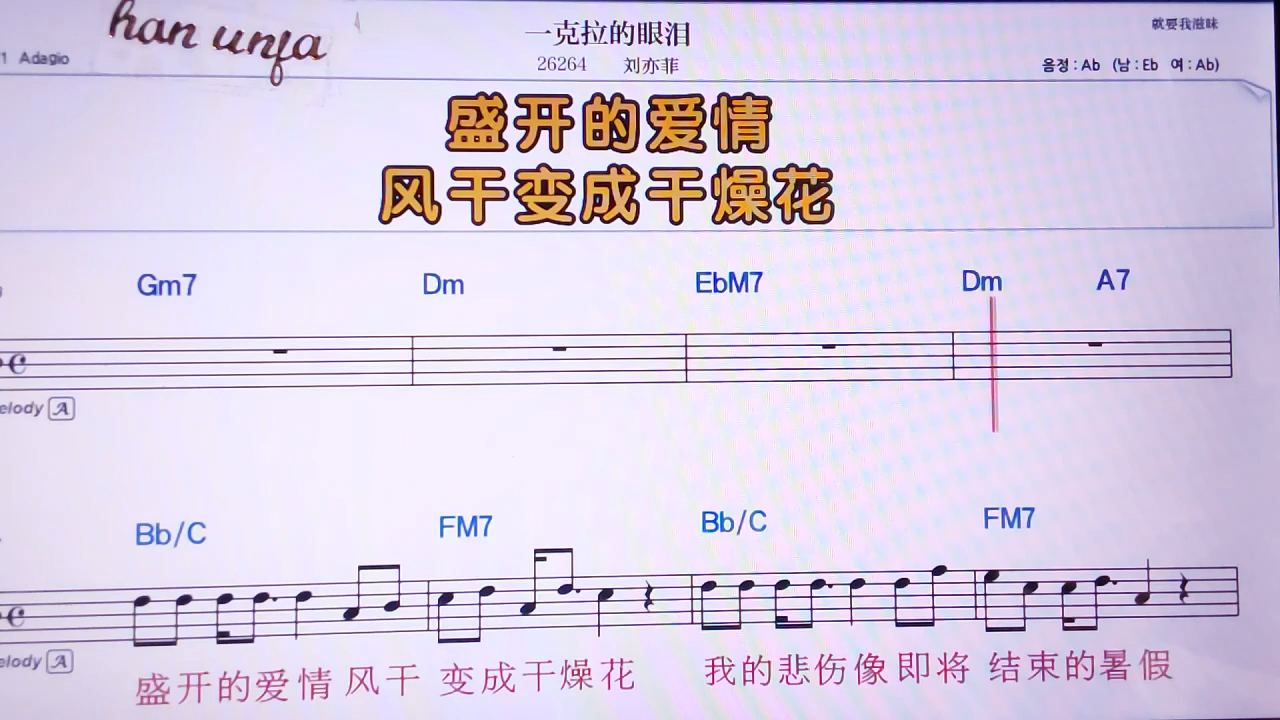 han unfa
一克拉的眼泪
就要我滋味
1 Adagio
26264 刘亦菲
음정 : Ab (남 : Eb 여 : Ab)
盛开的爱情
风干变成干燥花
Gm7 Dm EbM7 Dm A7
elody A
Bb/C FM7 Bb/C FM7
elody A
盛开的爱情 风干 变成干燥花 我的悲伤像即将 结束的暑假